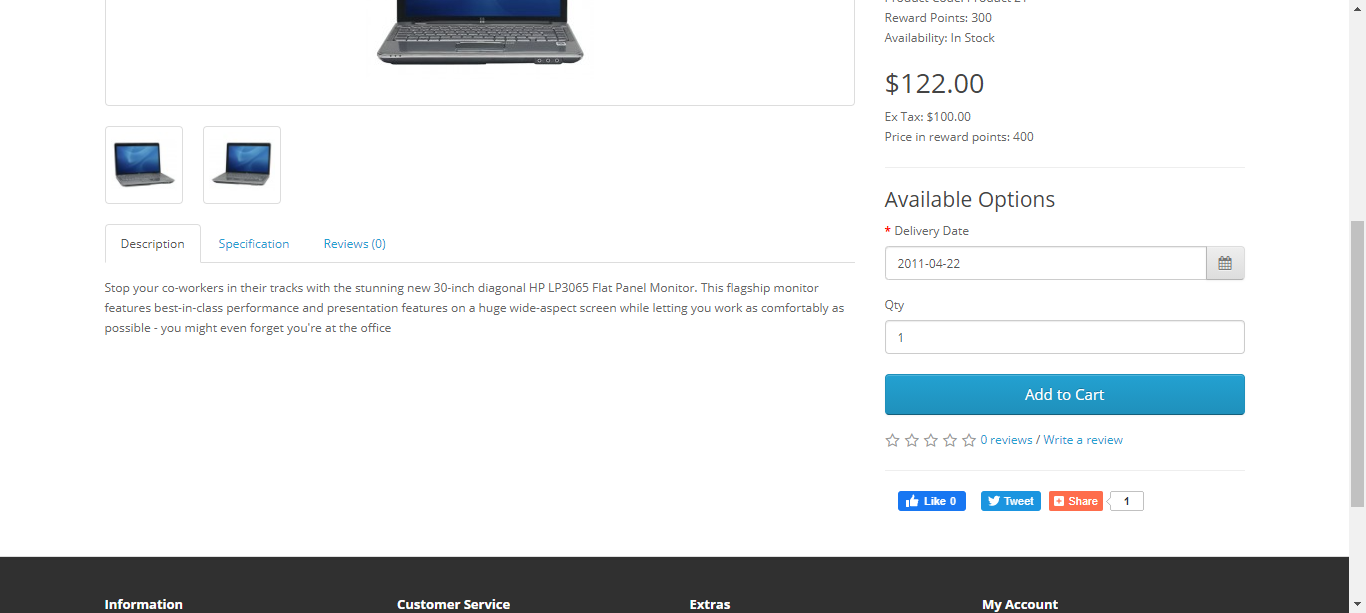 Reward Points: 300
Availability: In Stock
$122.00
Ex Tax: $100.00
Price in reward points: 400
Available Options
* Delivery Date
2011-04-22
Qty
1
Add to Cart
0 reviews / Write a review
Like 0
Tweet
Share
1
Description
Specification
Reviews (0)
Stop your co-workers in their tracks with the stunning new 30-inch diagonal HP LP3065 Flat Panel Monitor. This flagship monitor
features best-in-class performance and presentation features on a huge wide-aspect screen while letting you work as comfortably as
possible - you might even forget you're at the office
Information
Customer Service
Extras
My Account